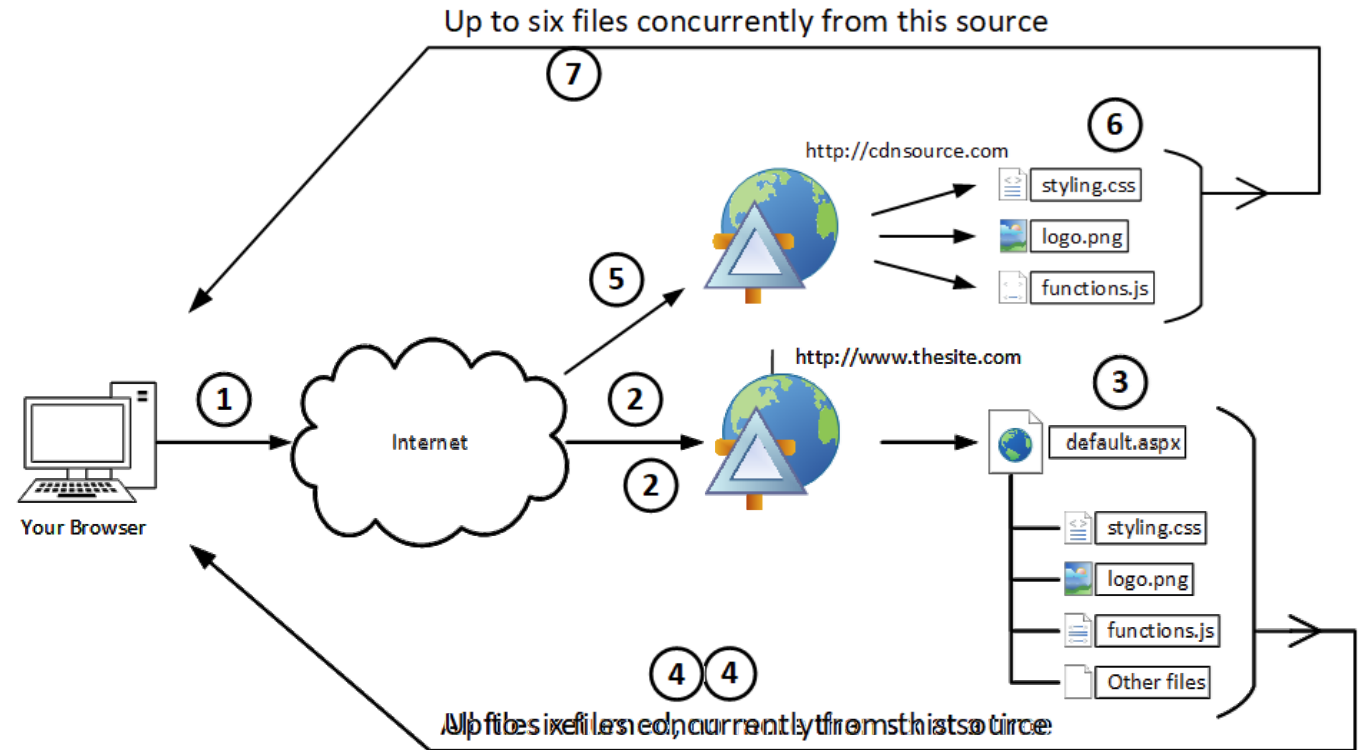 Up to six files concurrently from this source
7
6
http://cdnsource.com
styling.css
logo.png
functions.js
5
http://www.thesite.com
3
1
2
Internet
default.aspx
2
Your Browser
styling.css
logo.png
functions.js
4 4
Other files